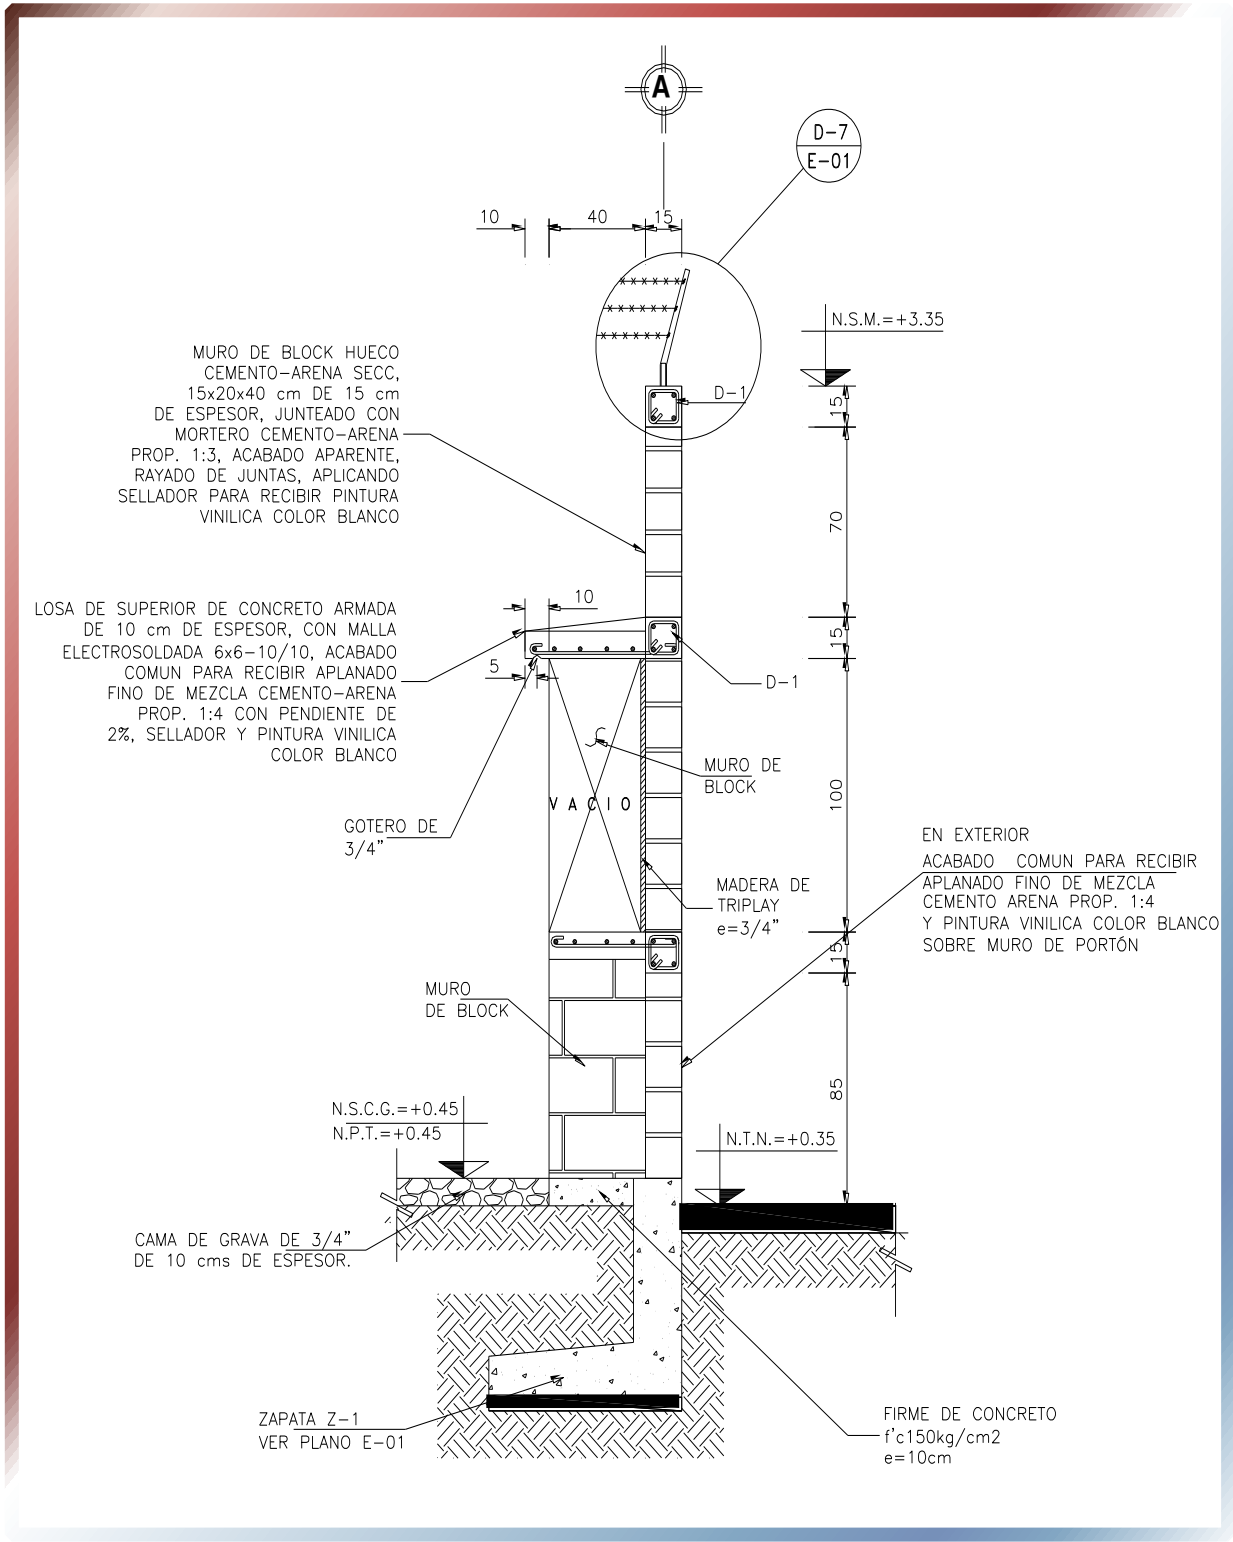 A
D-7
E-01
10
40
15
N.S.M.=+3.35
D-1
15
MURO DE BLOCK HUECO
CEMENTO-ARENA SECC,
15x20x40 cm DE 15 cm
DE ESPESOR, JUNTEADO CON
MORTERO CEMENTO-ARENA
PROP. 1:3, ACABADO APARENTE,
RAYADO DE JUNTAS, APLICANDO
SELLADOR PARA RECIBIR PINTURA
VINILICA COLOR BLANCO
70
10
LOSA DE SUPERIOR DE CONCRETO ARMADA
DE 10 cm DE ESPESOR, CON MALLA
ELECTROSOLDADA 6x6-10/10, ACABADO
COMUN PARA RECIBIR APLANADO
FINO DE MEZCLA CEMENTO-ARENA
PROP. 1:4 CON PENDIENTE DE
2%, SELLADOR Y PINTURA VINILICA
COLOR BLANCO
15
5
D-1
MURO DE
BLOCK
100
VACIO
GOTERO DE
3/4"
MADERA DE
TRIPLAY
e=3/4"
EN EXTERIOR
ACABADO COMUN PARA RECIBIR
APLANADO FINO DE MEZCLA
CEMENTO ARENA PROP. 1:4
Y PINTURA VINILICA COLOR BLANCO
SOBRE MURO DE PORTÓN
15
MURO
DE BLOCK
85
N.S.C.G.=+0.45
N.P.T.=+0.45
N.T.N.=+0.35
CAMA DE GRAVA DE 3/4"
DE 10 cms DE ESPESOR.
ZAPATA Z-1
VER PLANO E-01
FIRME DE CONCRETO
f'c150kg/cm2
e=10cm